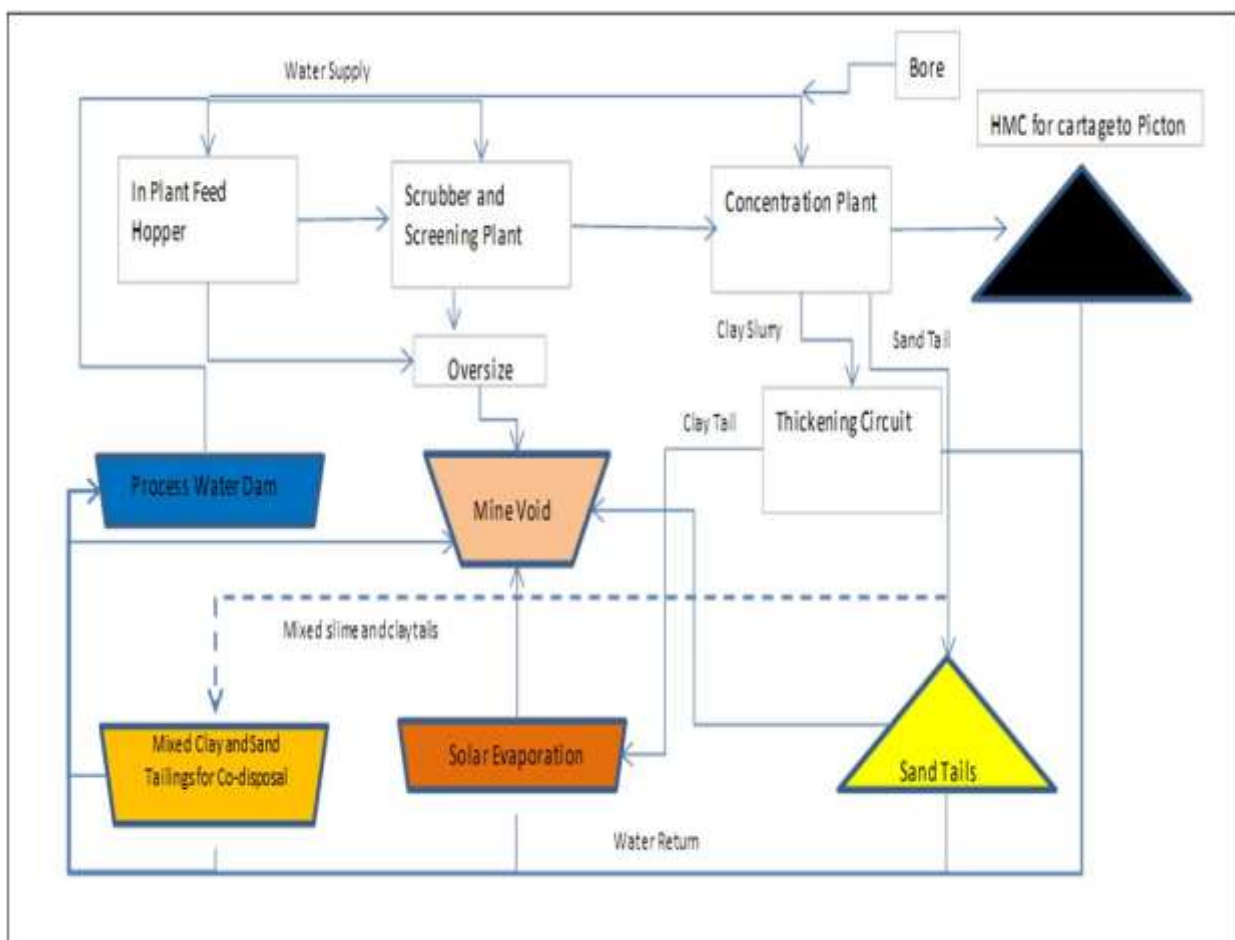 Water Supply
Bore
HMC for cartageto Picton
In Plant Feed
Hopper
Scrubber and
Screening Plant
Concentration Plant
Clay Slurry
Sand Tail
Oversize
Clay Tail
Thickening Circuit
Process Water Dam
Mine Void
Mixed slime and clay tails
Mixed Clay and Sand
Tailings for Co-disposal
Solar Evaporation
Sand Tails
Water Return